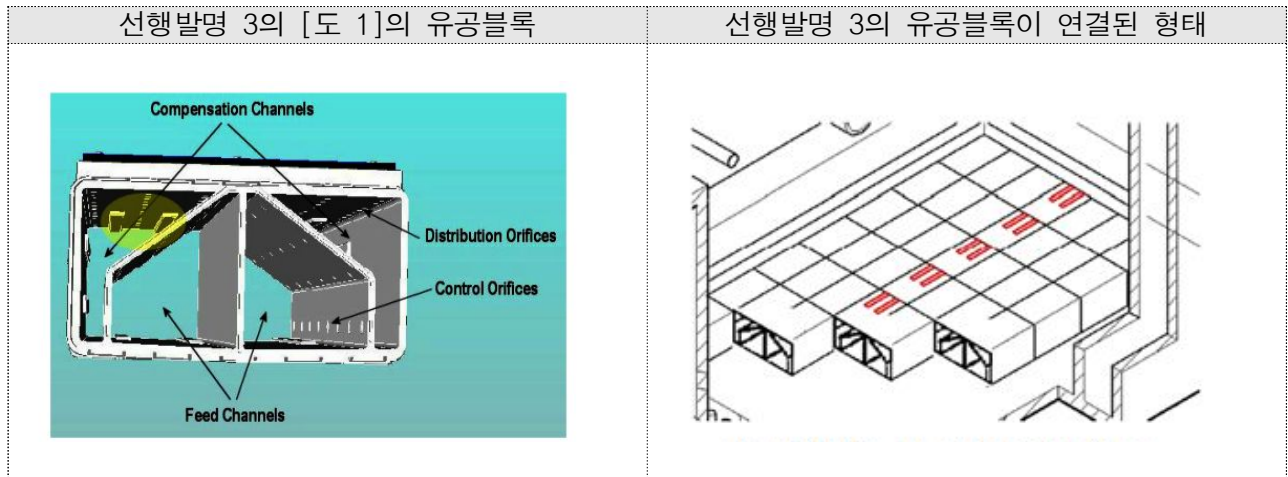 선행발명 3의 [도 1]의 유공블록
선행발명 3의 유공블록이 연결된 형태
Compensation Channels
Distribution Orifices
Control Orifices
Feed Channels